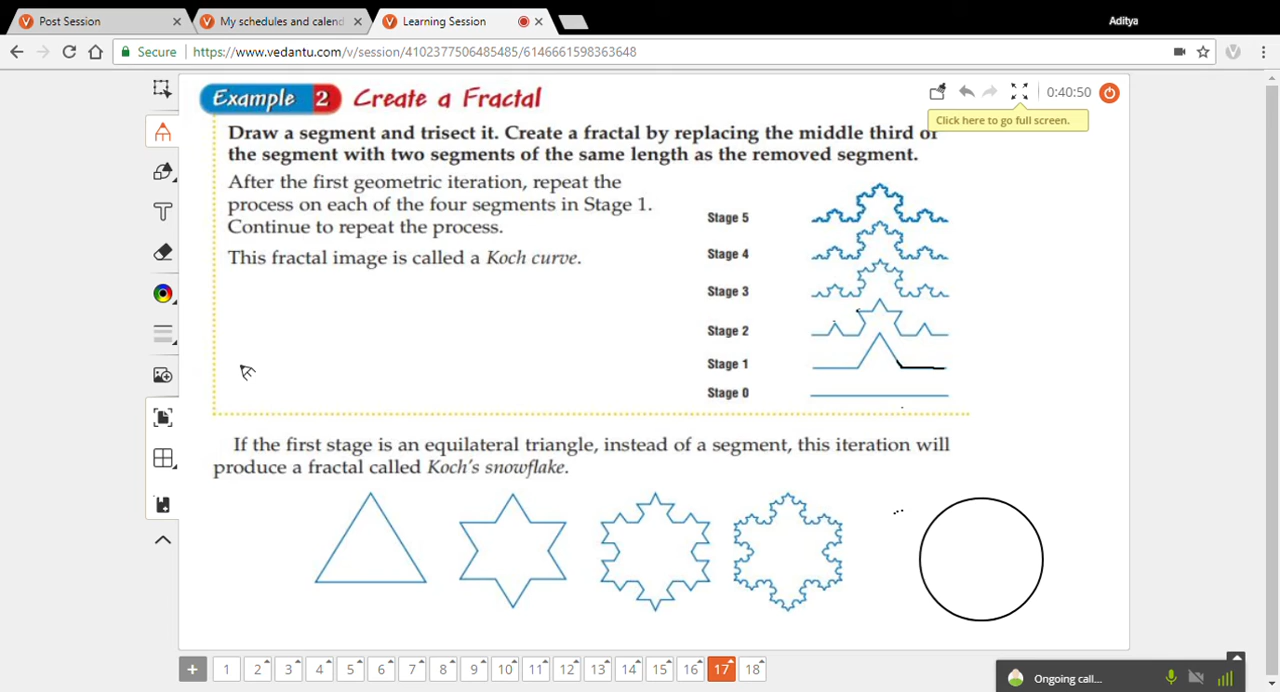 Post Session
My schedules and calend
Learning Session
Aditya
Secure
https://www.vedantu.com/v/session/4102377506485485/6146661598363648
Example 2 Create a Fractal
0:40:50
Click here to go full screen.
Draw a segment and trisect it. Create a fractal by replacing the middle third of
the segment with two segments of the same length as the removed segment.
After the first geometric iteration, repeat the
process on each of the four segments in Stage 1.
Continue to repeat the process.
This fractal image is called a Koch curve.
Stage 5
Stage 4
Stage 3
Stage 2
Stage 1
Stage 0
If the first stage is an equilateral triangle, instead of a segment, this iteration will
produce a fractal called Koch's snowflake.
+ 1 2 3 4 5 6 7 8 9 10 11 12 13 14 15 16 17 18
Ongoing call...